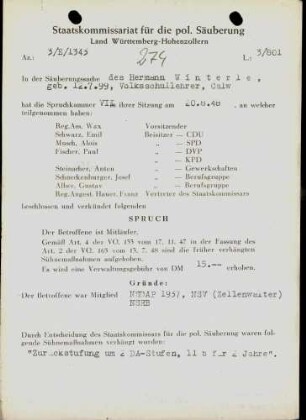 Staatskommissariat für die pol. Säuberung
Land Württemberg-Hohenzollern
Az.: 3/E/1343 274 L: 3/801
In der Säuberungssache des Hermann Winterle,
geb. 12.7.99, Volksschullehrer, Calw
hat die Spruchkammer VII in ihrer Sitzung am 20.8.48, an welcher
teilgenommen haben:
Reg.Ass. Wax Vorsitzender
Schwarz, Emil Beisitzer — CDU
Musch, Alois „ — SPD
Fischer, Paul „ — DVP
„ — KPD
Steinacher, Anton „ — Gewerkschaften
Schneckenburger, Josef „ — Berufsgruppe
Alber, Gustav „ — Berufsgruppe
Reg.Angest. Hauer, Franz Vertreter des Staatskommissars
beschlossen und verkündet folgenden
SPRUCH
Der Betroffene ist Mitläufer.
Gemäß Art. 4 der VO. 133 vom 17. 11. 47 in der Fassung des
Art. 2 der VO. 165 vom 13. 7. 48 sind die früher verhängten
Sühnemaßnahmen aufgehoben.
Es wird eine Verwaltungsgebühr von DM 15.-- erhoben.
Gründe:
Der Betroffene war Mitglied NSDAP 1937, NSV (Zellenwalter)
Durch Entscheidung des Staatskommissars für die pol. Säuberung waren folgende
Sühnemaßnahmen verhängt worden:
"Zurückstufung um 2 DA-Stufen, für 2 Jahre".